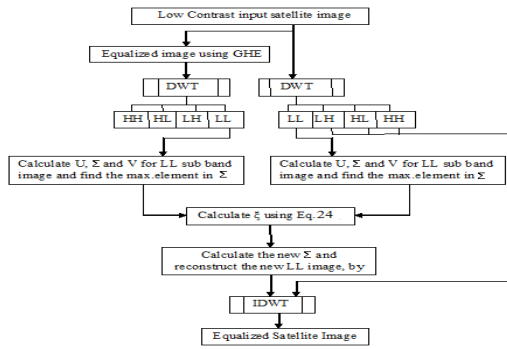 Low Contrast input satellite image
Equalized image using GHE
DWT
DWT
HH HL LH LL
LL LH HL HH
Calculate U, Σ and V for LL sub band
image and find the max.element in Σ
Calculate U, Σ and V for LL sub band
image and find the max.element in Σ
Calculate ξ using Eq.24
Calculate the new Σ and
reconstruct the new LL image, by
IDWT
Equalized Satellite Image